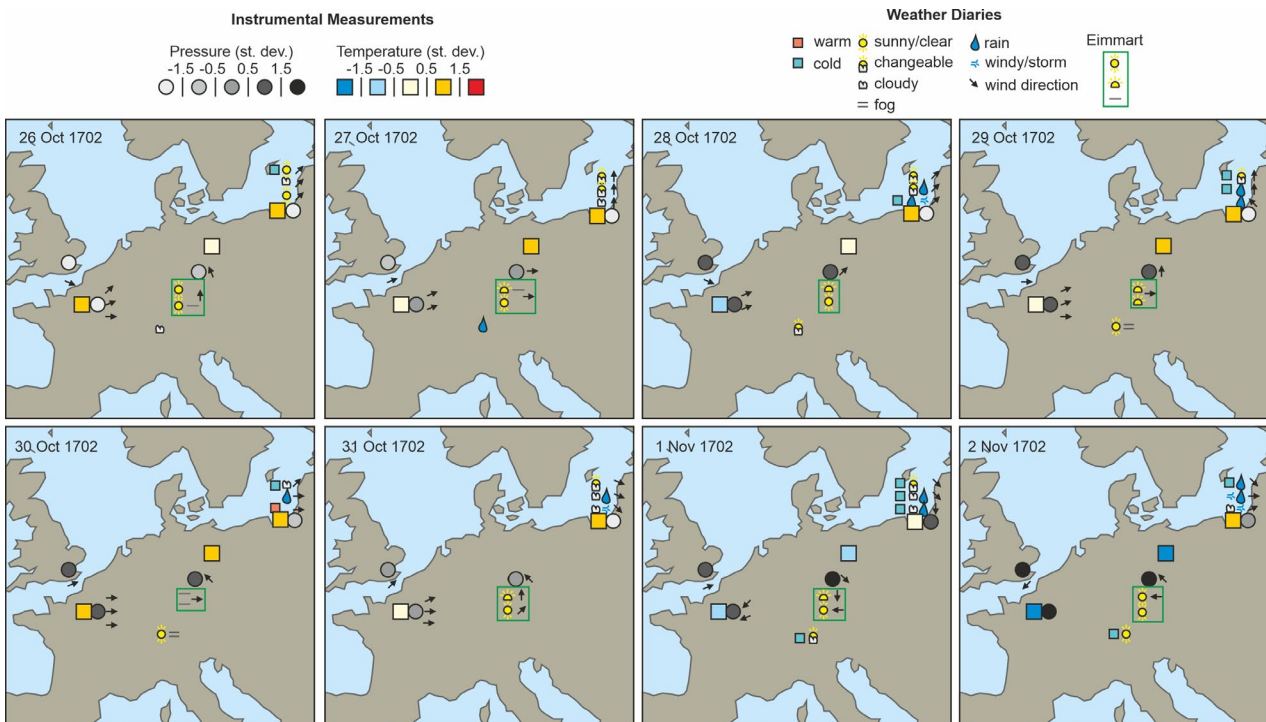 Instrumental Measurements
Pressure (st. dev.)
-1.5 -0.5 0.5 1.5
Temperature (st. dev.)
-1.5 -0.5 0.5 1.5
Weather Diaries
warm
cold
sunny/clear
changeable
cloudy
fog
rain
windy/storm
wind direction
Eimmart
26 Oct 1702
27 Oct 1702
28 Oct 1702
29 Oct 1702
30 Oct 1702
31 Oct 1702
1 Nov 1702
2 Nov 1702